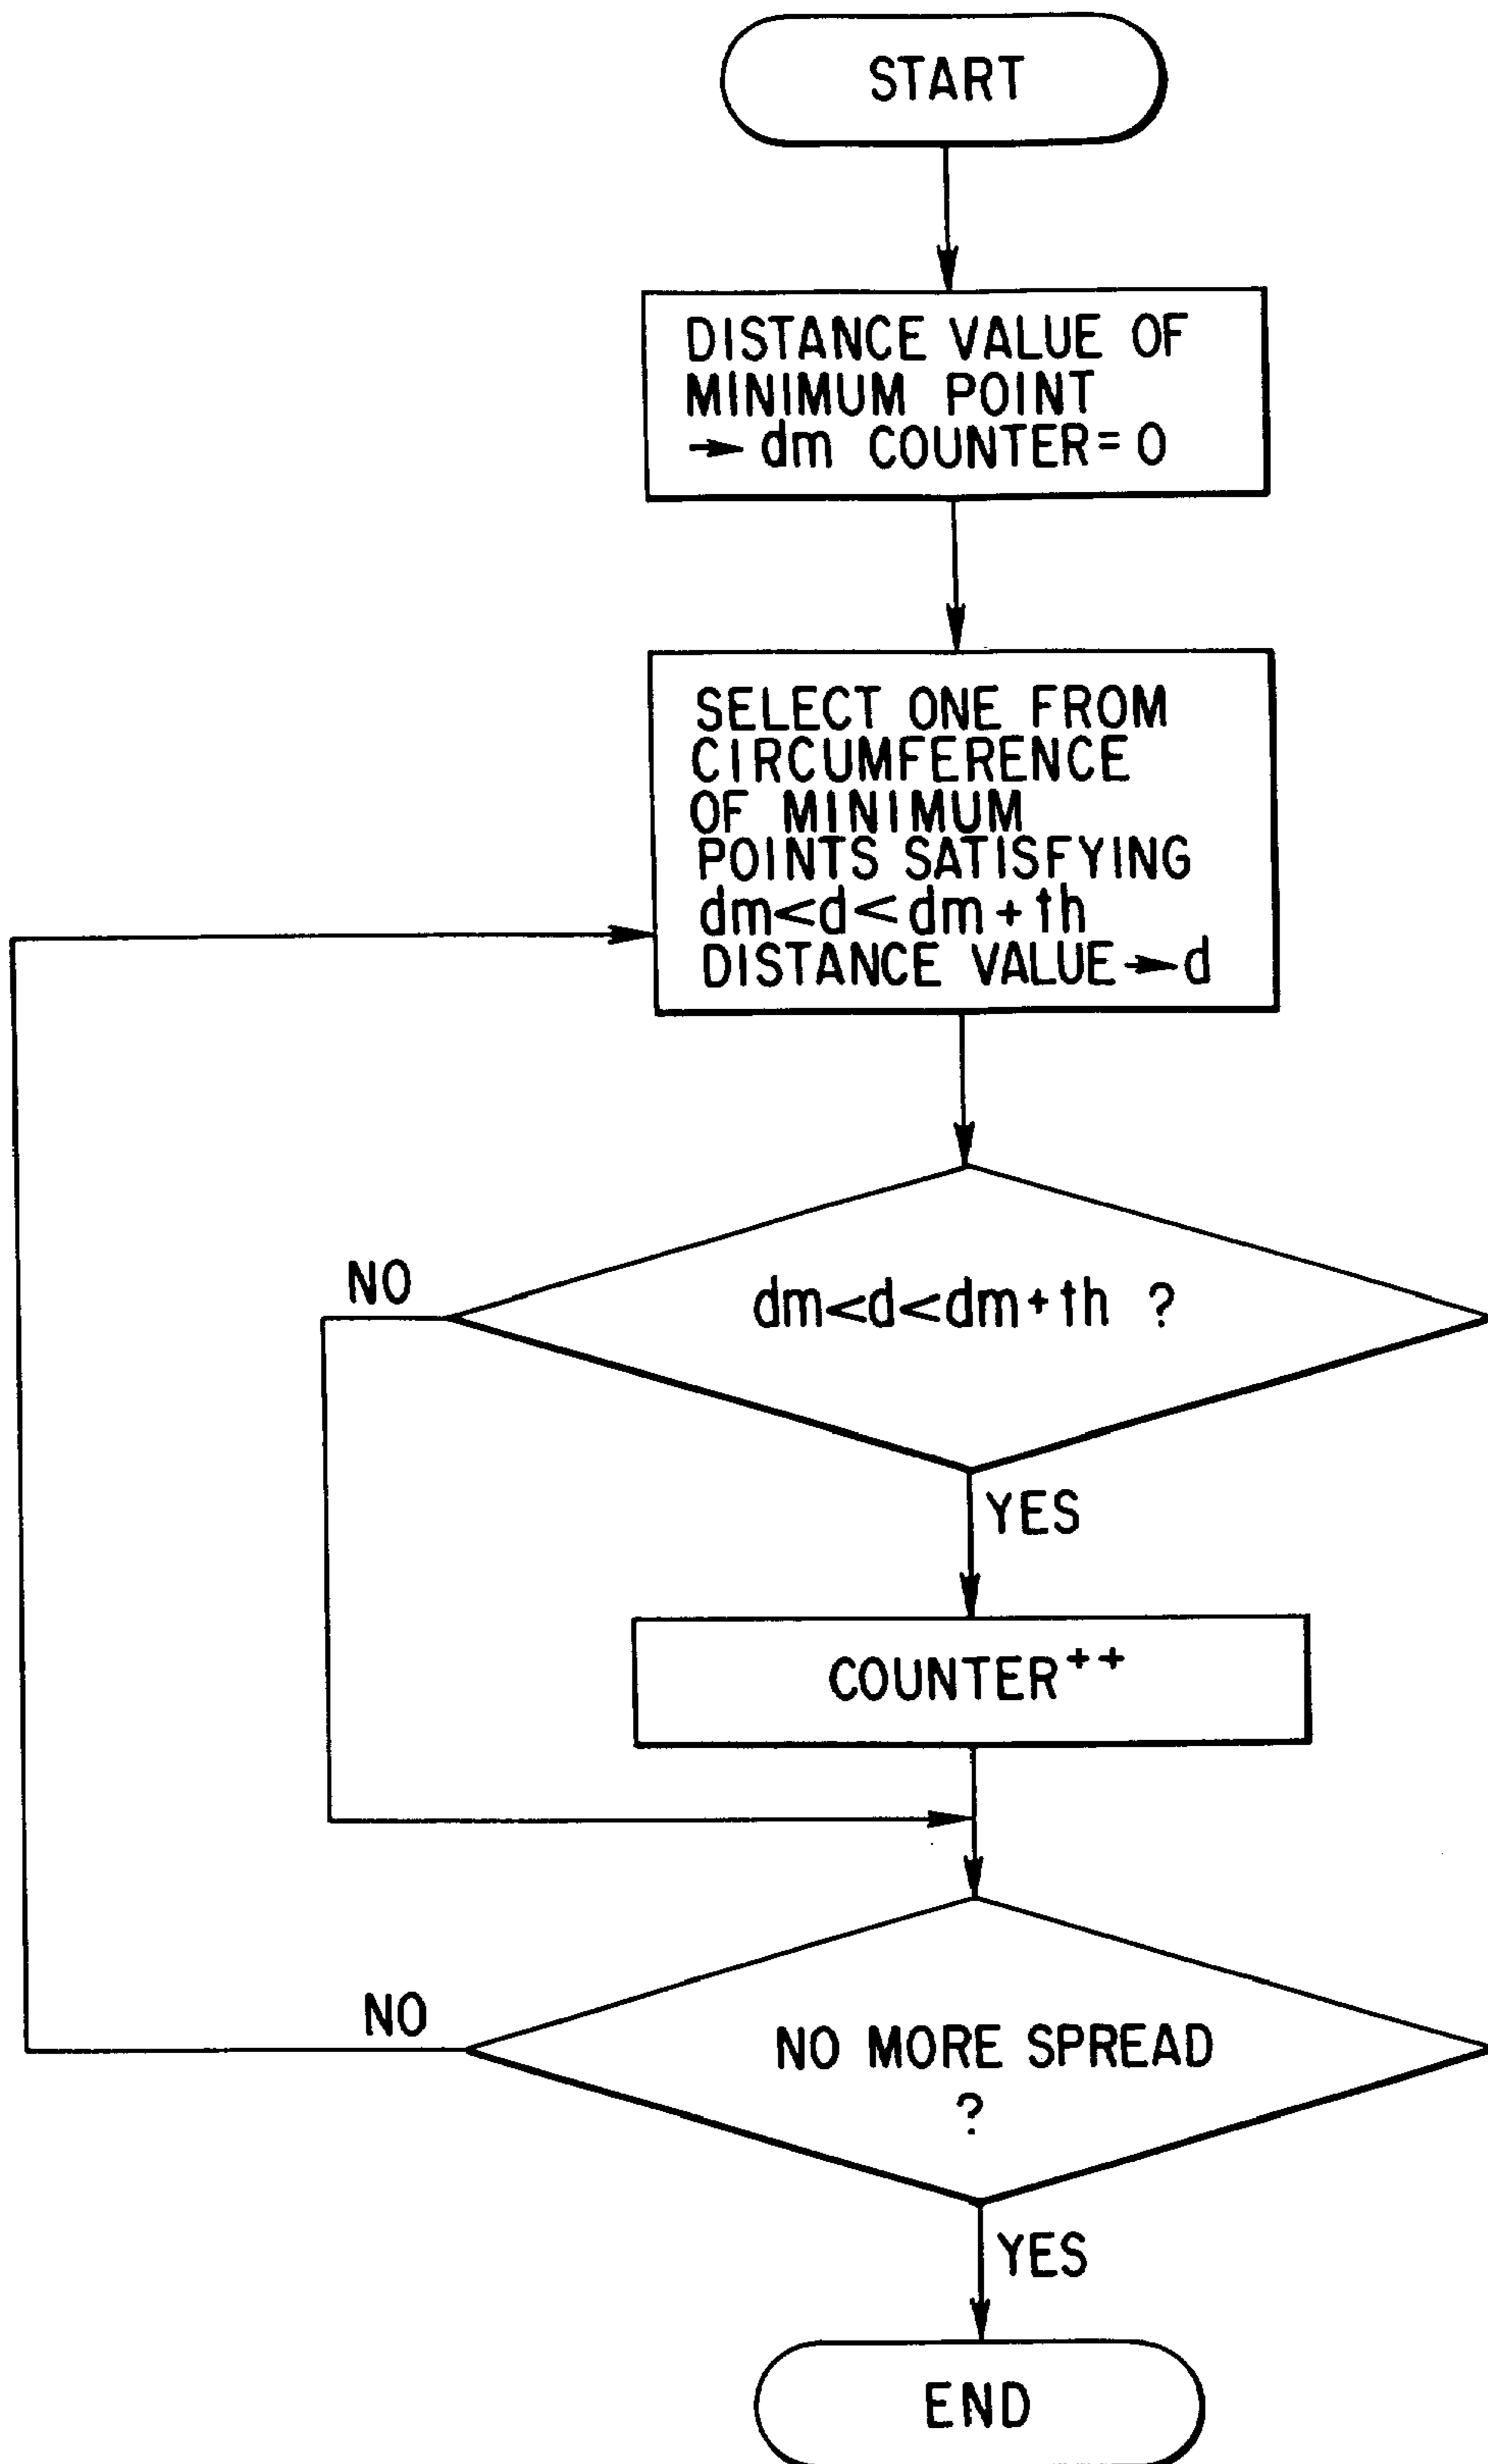 START
DISTANCE VALUE OF
MINIMUM POINT
→ dm COUNTER=0
SELECT ONE FROM
CIRCUMFERENCE
OF MINIMUM
POINTS SATISFYING
dm<d<dm+th
DISTANCE VALUE→d
dm<d<dm+th ?
NO
YES
COUNTER++
NO MORE SPREAD
?
NO
YES
END